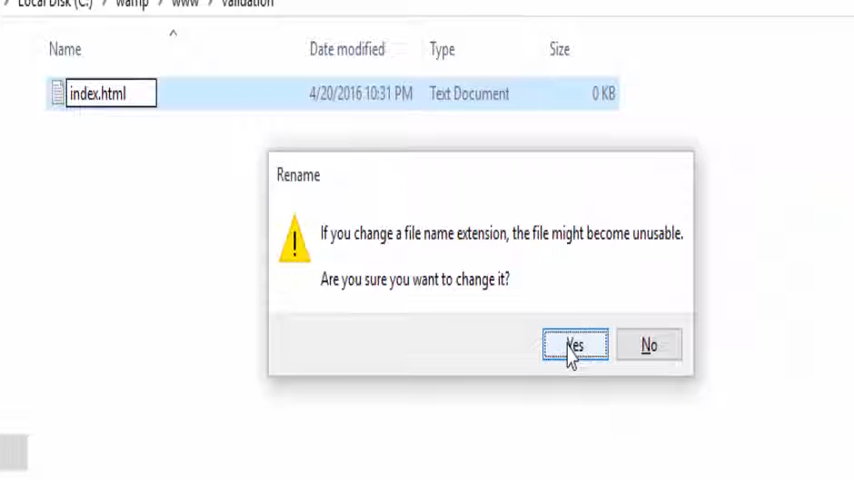 Local Disk (C:) > wamp > www > validation
Name Date modified Type Size
index.html 4/20/2016 10:31 PM Text Document 0 KB
Rename
If you change a file name extension, the file might become unusable.
Are you sure you want to change it?
Yes No